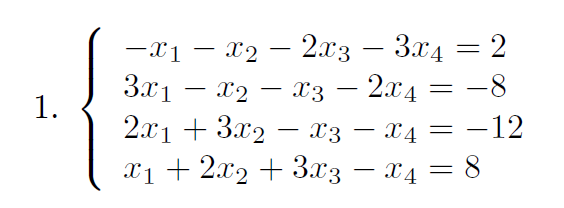 1. { −x₁ − x₂ − 2x₃ − 3x₄ = 2
3x₁ − x₂ − x₃ − 2x₄ = −8
2x₁ + 3x₂ − x₃ − x₄ = −12
x₁ + 2x₂ + 3x₃ − x₄ = 8